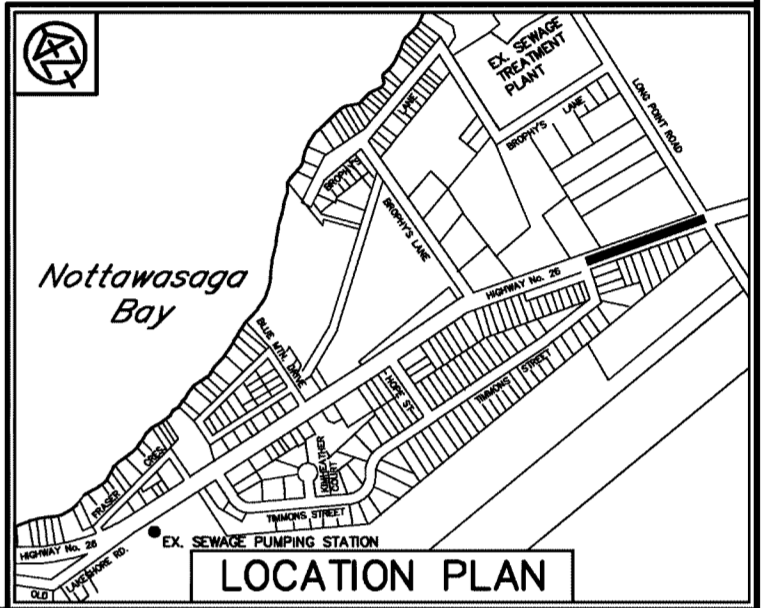 EX. SEWAGE
TREATMENT
PLANT
LONG POINT ROAD
LANE
BROPHY'S
BROPHY'S LANE
BROPHY'S LANE
Nottawasaga
Bay
HIGHWAY No. 26
BLUE MTN. DRIVE
HOPE ST.
TIMMONS STREET
KINHEATHER
COURT
FRASER CRES.
TIMMONS STREET
HIGHWAY No. 26
EX. SEWAGE PUMPING STATION
OLD LAKESHORE RD.
LOCATION PLAN